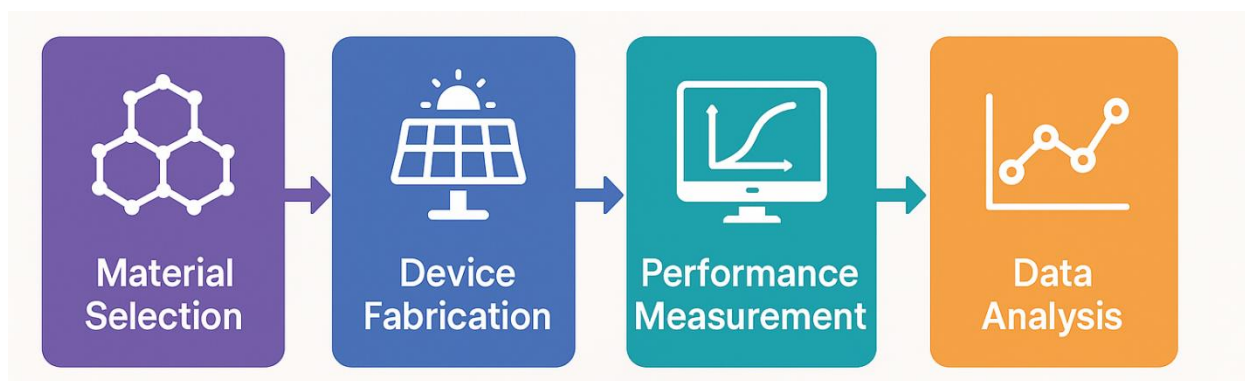 Material
Selection
Device
Fabrication
Performance
Measurement
Data
Analysis